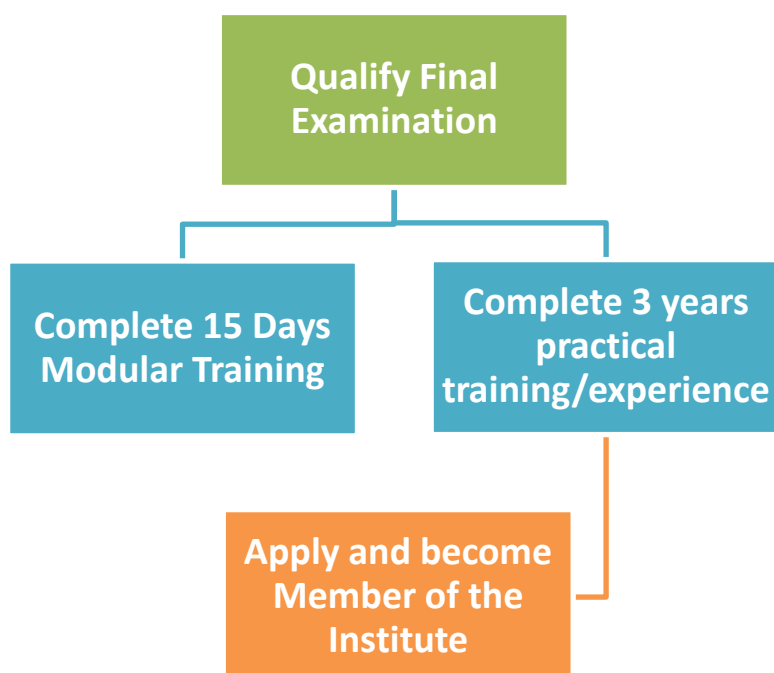 Qualify Final
Examination
Complete 15 Days
Modular Training
Complete 3 years
practical
training/experience
Apply and become
Member of the
Institute